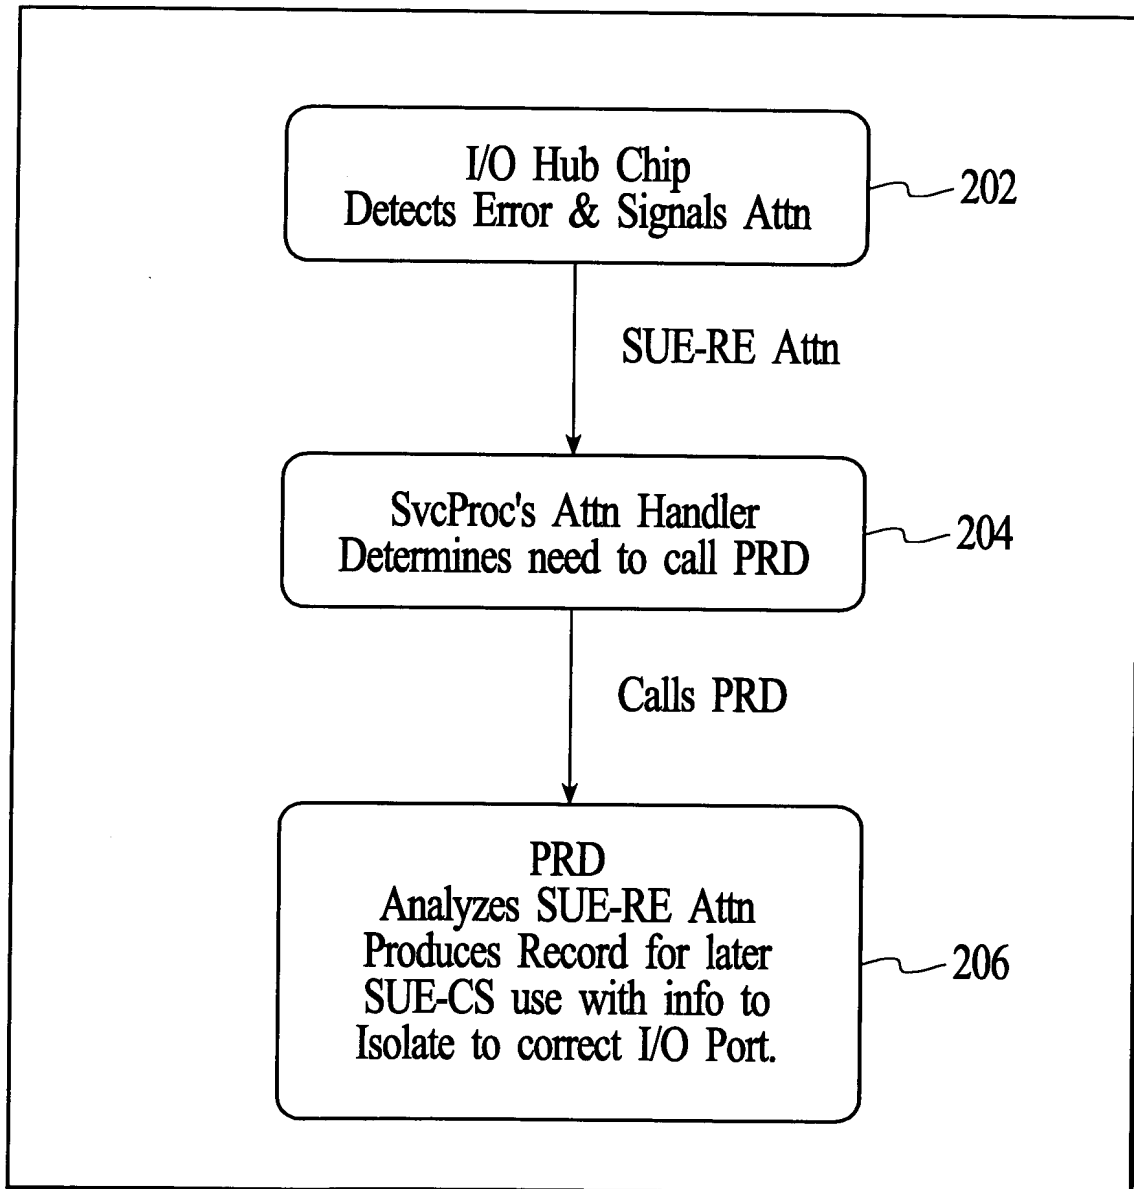 I/O Hub Chip
Detects Error & Signals Attn
202
SUE-RE Attn
SvcProc's Attn Handler
Determines need to call PRD
204
Calls PRD
PRD
Analyzes SUE-RE Attn
Produces Record for later
SUE-CS use with info to
Isolate to correct I/O Port.
206